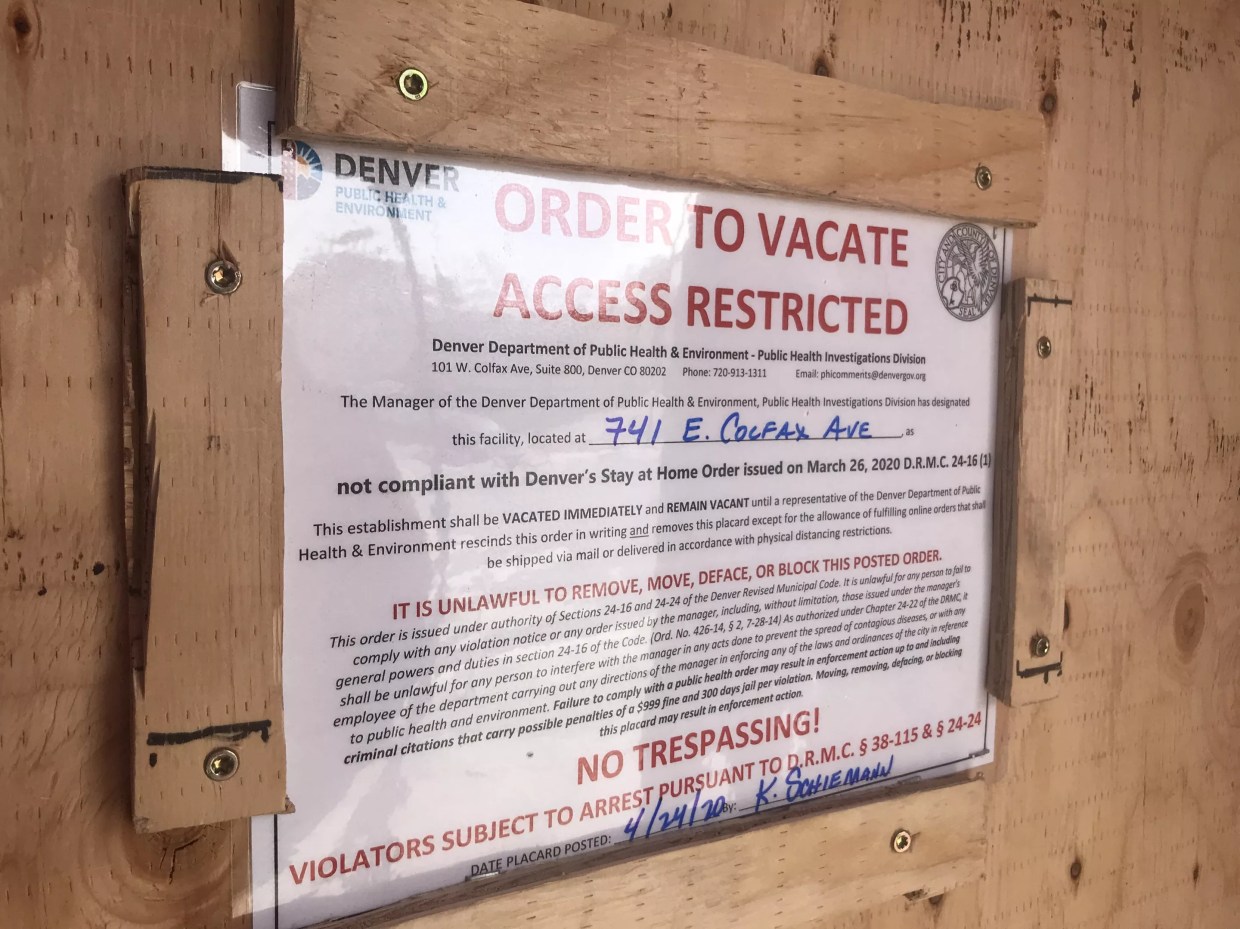 DENVER
PUBLIC HEALTH &
ENVIRONMENT
ORDER TO VACATE
ACCESS RESTRICTED
CITY AND COUNTY DENVER
SEAL
Denver Department of Public Health & Environment - Public Health Investigations Division
101 W. Colfax Ave, Suite 800, Denver CO 80202 Phone: 720-913-1311 Email: phicomments@denvergov.org
The Manager of the Denver Department of Public Health & Environment, Public Health Investigations Division has designated
this facility, located at 741 E. COLFAX AVE, as
not compliant with Denver's Stay at Home Order issued on March 26, 2020 D.R.M.C. 24-16 (1)
This establishment shall be VACATED IMMEDIATELY and REMAIN VACANT until a representative of the Denver Department of Public
Health & Environment rescinds this order in writing and removes this placard except for the allowance of fulfilling online orders that shall
be shipped via mail or delivered in accordance with physical distancing restrictions.
IT IS UNLAWFUL TO REMOVE, MOVE, DEFACE, OR BLOCK THIS POSTED ORDER.
This order is issued under authority of Sections 24-16 and 24-24 of the Denver Revised Municipal Code. It is unlawful for any person to fail to
comply with any violation notice or any order issued by the manager, including, without limitation, those issued under the manager's
general powers and duties in section 24-16 of the Code. (Ord. No. 426-14, § 2, 7-28-14) As authorized under Chapter 24-22 of the DRMC, it
shall be unlawful for any person to interfere with the manager in any acts done to prevent the spread of contagious diseases, or with any
employee of the department carrying out any directions of the manager in enforcing any of the laws and ordinances of the city in reference
to public health and environment. Failure to comply with a public health order may result in enforcement action up to and including
criminal citations that carry possible penalties of a $999 fine and 300 days jail per violation. Moving, removing, defacing, or blocking
this placard may result in enforcement action.
NO TRESPASSING!
VIOLATORS SUBJECT TO ARREST PURSUANT TO D.R.M.C. § 38-115 & § 24-24
DATE PLACARD POSTED: 4/24/20 By: K. SCHIEMANN